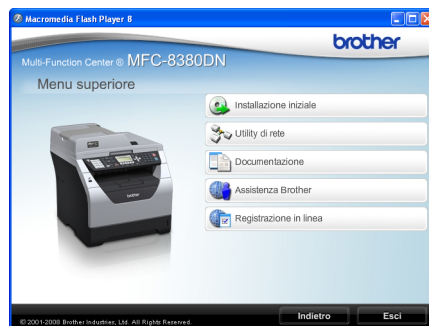 Macromedia Flash Player 8
brother
Multi-Function Center ® MFC-8380DN
Menu superiore
Installazione iniziale
Utility di rete
Documentazione
Assistenza Brother
Registrazione in linea
Indietro
Esci
© 2001-2008 Brother Industries, Ltd. All Rights Reserved.